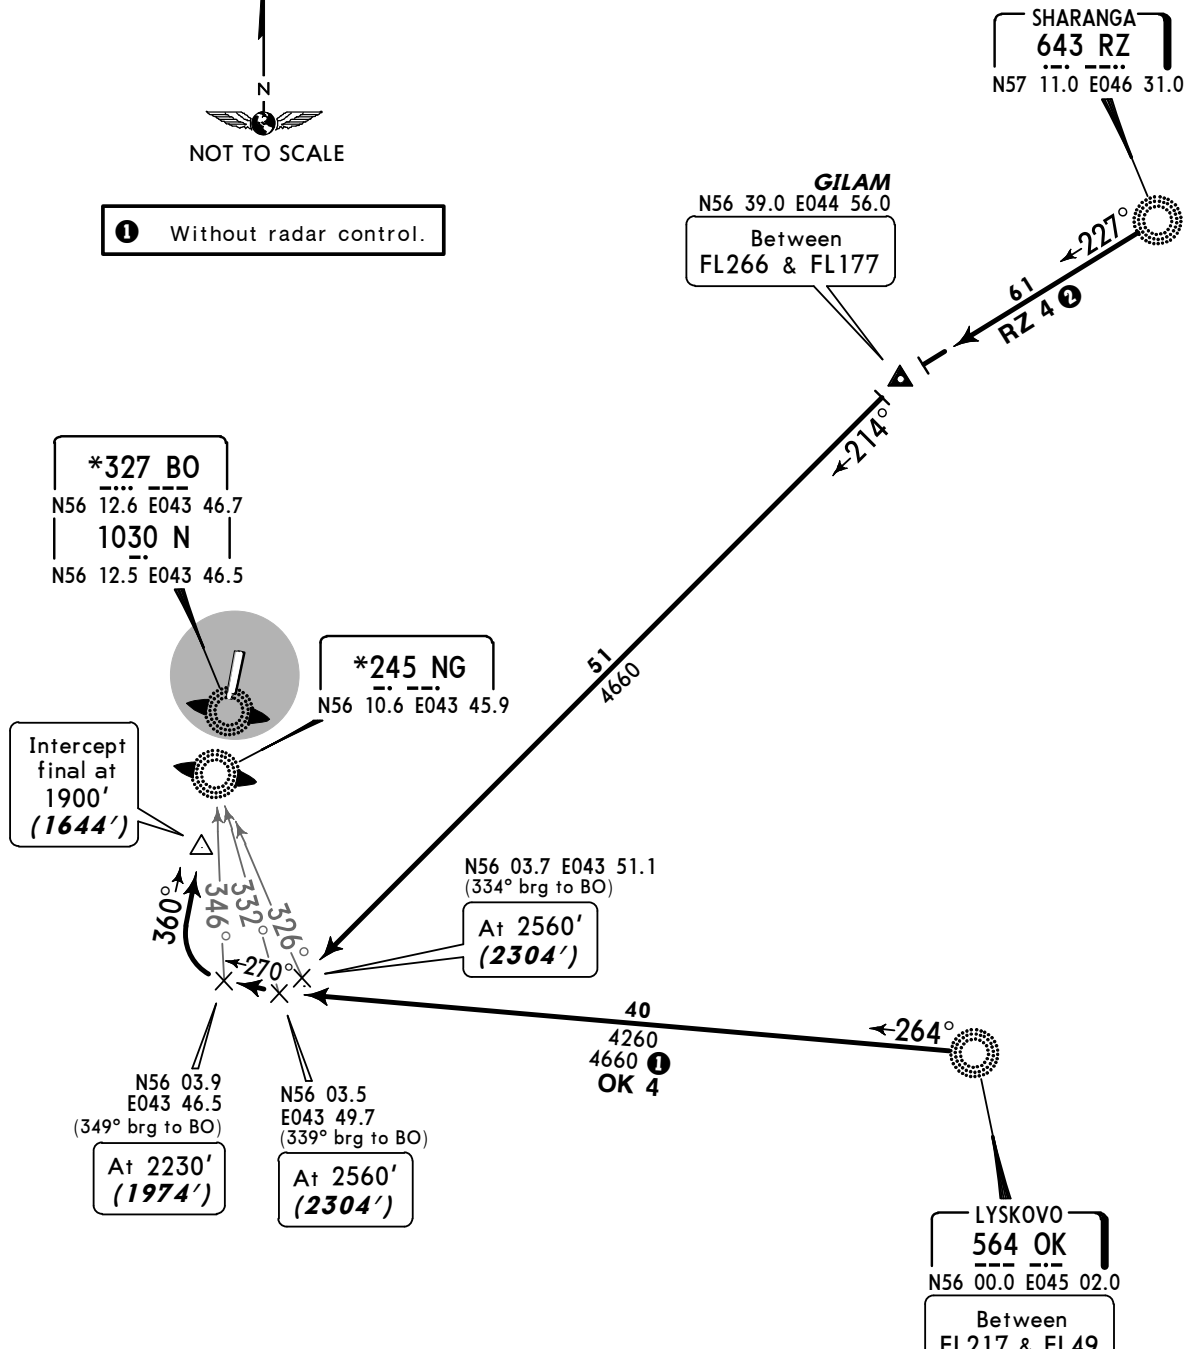 SHARANGA
643 RZ
N57 11.0 E046 31.0
N
NOT TO SCALE
1 Without radar control.
GILAM
N56 39.0 E044 56.0
Between
FL266 & FL177
227°
61
RZ 4 2
214°
*327 BO
N56 12.6 E043 46.7
1030 N
N56 12.5 E043 46.5
*245 NG
N56 10.6 E043 45.9
51
4660
Intercept
final at
1900'
(1644')
360°
346°
332°
326°
270°
N56 03.7 E043 51.1
(334° brg to BO)
At 2560'
(2304')
40
4260
4660 1
OK 4
264°
N56 03.9
E043 46.5
(349° brg to BO)
At 2230'
(1974')
N56 03.5
E043 49.7
(339° brg to BO)
At 2560'
(2304')
LYSKOVO
564 OK
N56 00.0 E045 02.0
Between
FL217 & FL49